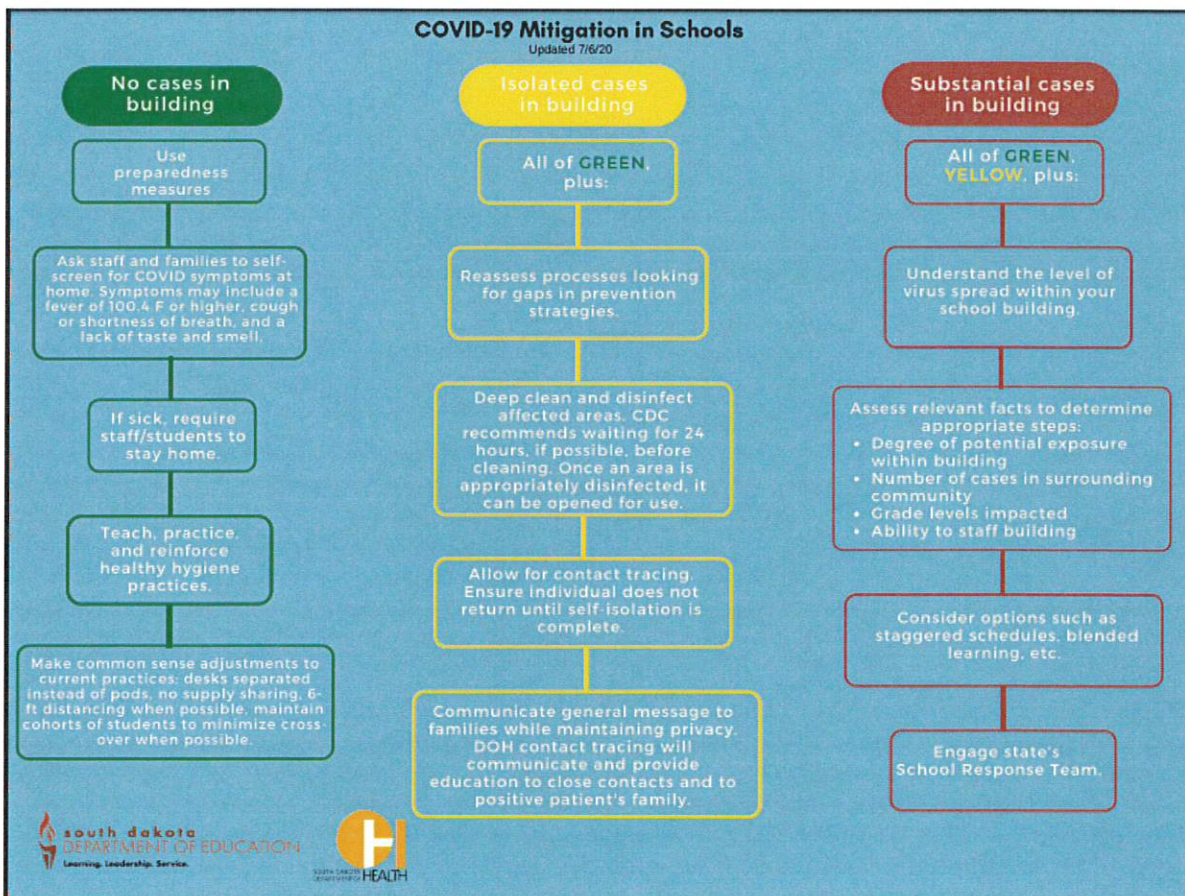 COVID-19 Mitigation in Schools
Updated 7/6/20
No cases in
building
Use
preparedness
measures
Ask staff and families to self-
screen for COVID symptoms at
home. Symptoms may include a
fever of 100.4 F or higher, cough
or shortness of breath, and a
lack of taste and smell.
If sick, require
staff/students to
stay home.
Teach, practice,
and reinforce
healthy hygiene
practices.
Make common sense adjustments to
current practices: desks separated
instead of pods, no supply sharing, 6-
ft distancing when possible, maintain
cohorts of students to minimize cross-
over when possible.
Isolated cases
in building
All of GREEN,
plus:
Reassess processes looking
for gaps in prevention
strategies.
Deep clean and disinfect
affected areas. CDC
recommends waiting for 24
hours, if possible, before
cleaning. Once an area is
appropriately disinfected, it
can be opened for use.
Allow for contact tracing.
Ensure individual does not
return until self-isolation is
complete.
Communicate general message to
families while maintaining privacy.
DOH contact tracing will
communicate and provide
education to close contacts and to
positive patient's family.
Substantial cases
in building
All of GREEN,
YELLOW, plus:
Understand the level of
virus spread within your
school building.
Assess relevant facts to determine
appropriate steps:
• Degree of potential exposure
within building
• Number of cases in surrounding
community
• Grade levels impacted
• Ability to staff building
Consider options such as
staggered schedules, blended
learning, etc.
Engage state's
School Response Team.
south dakota
DEPARTMENT OF EDUCATION
Learning. Leadership. Service.
SOUTH DAKOTA
DEPARTMENT OF HEALTH